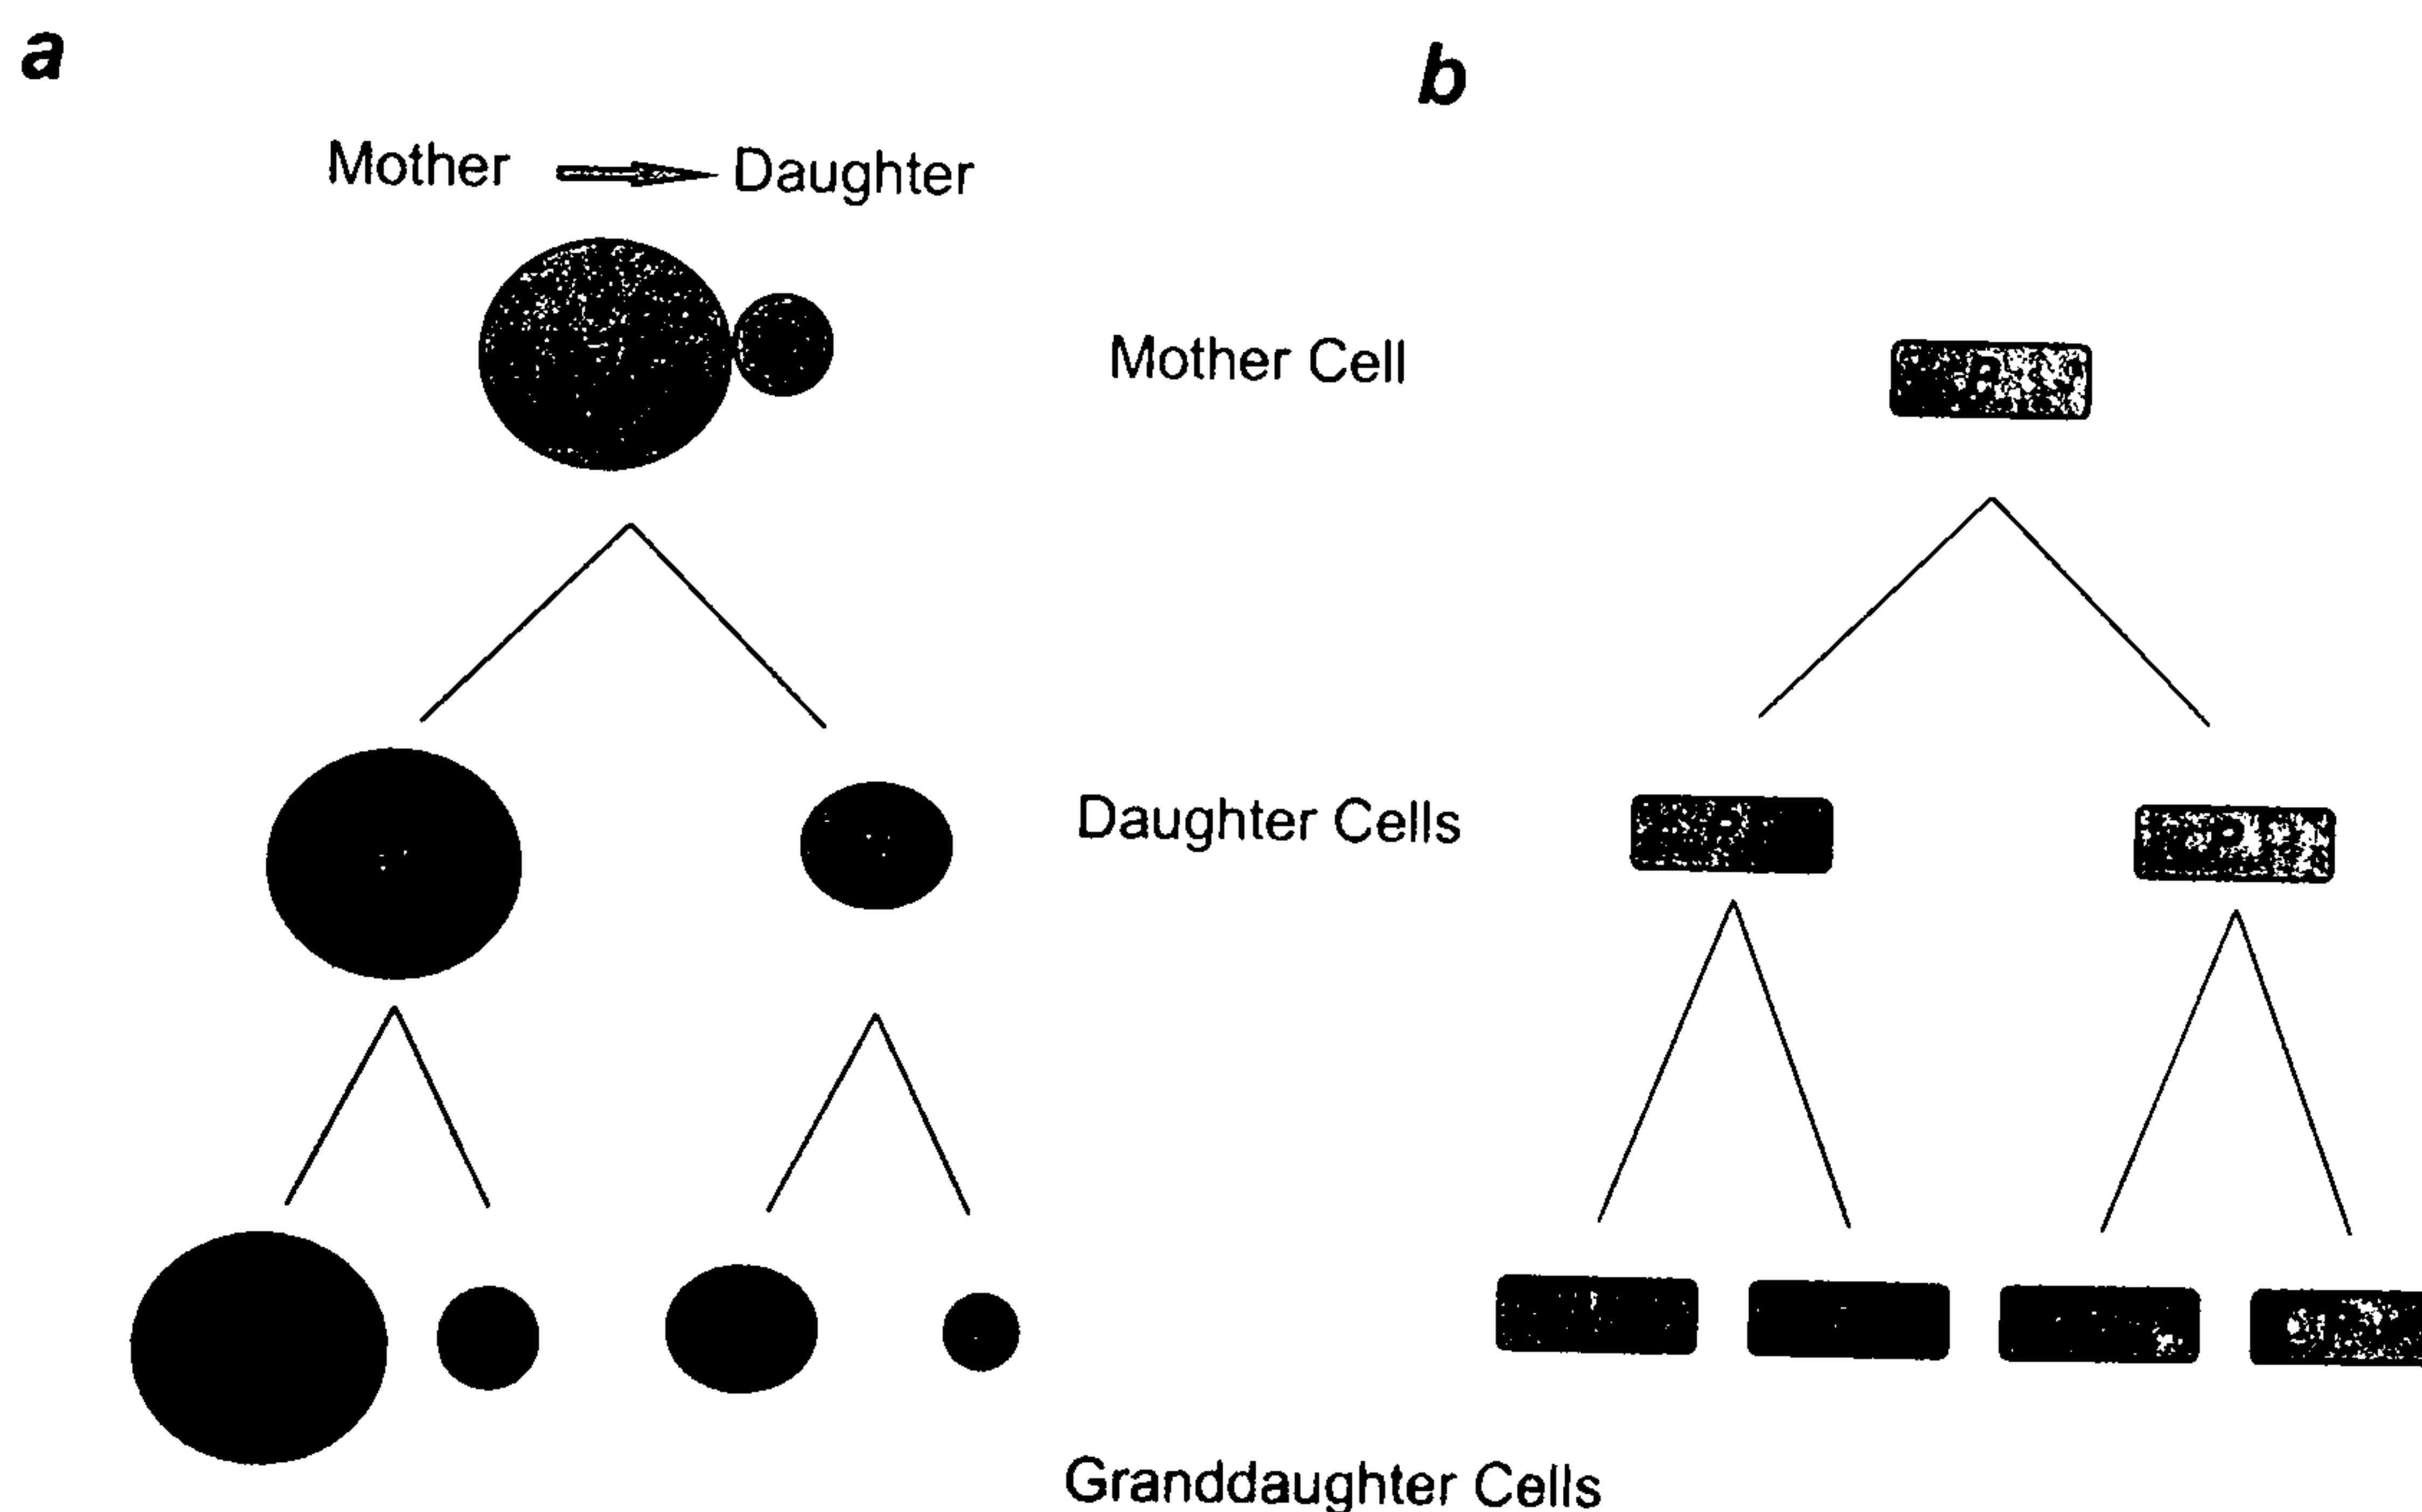 a
b
Mother Daughter
Mother Cell
Daughter Cells
Granddaughter Cells